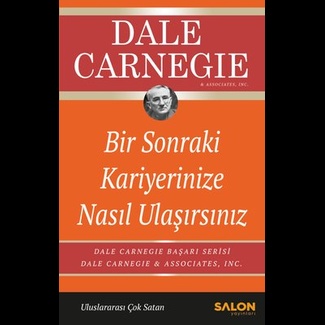 DALE
CARNEGIE
& ASSOCIATES, INC.
Bir Sonraki
Kariyerinize
Nasıl Ulaşırsınız
DALE CARNEGIE BAŞARI SERİSİ
DALE CARNEGIE & ASSOCIATES, INC.
Uluslararası Çok Satan
SALON
yayınları